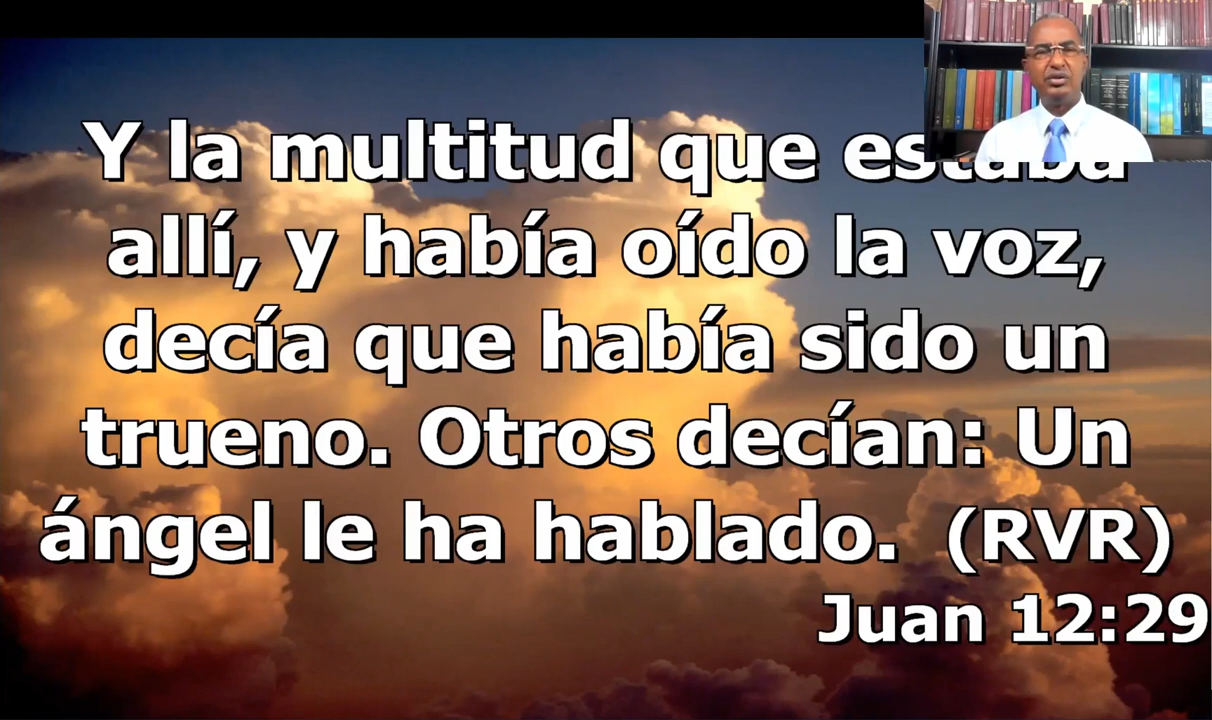 Y la multitud que estaba
allí, y había oído la voz,
decía que había sido un
trueno. Otros decían: Un
ángel le ha hablado. (RVR)
Juan 12:29